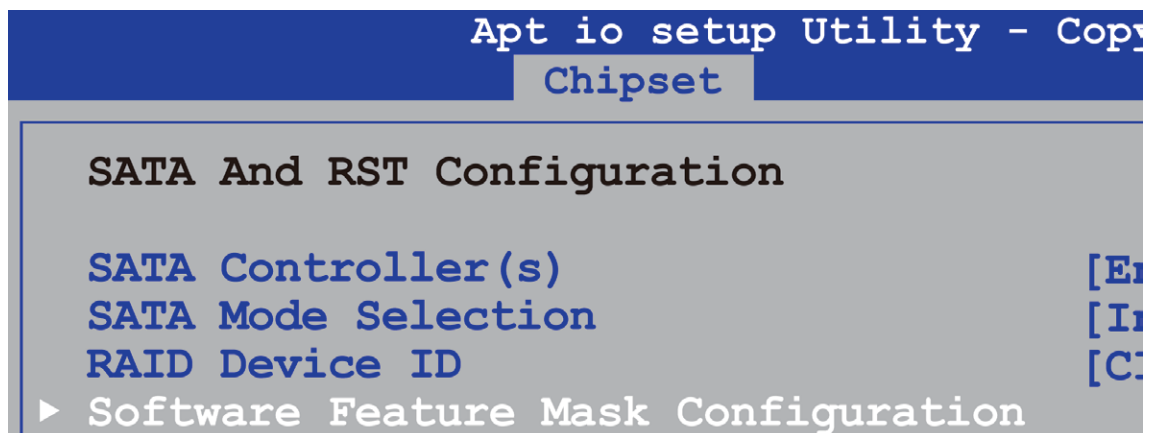 Apt io setup Utility -
Chipset
SATA And RST Configuration
SATA Controller(s)
SATA Mode Selection
RAID Device ID
▶ Software Feature Mask Configuration